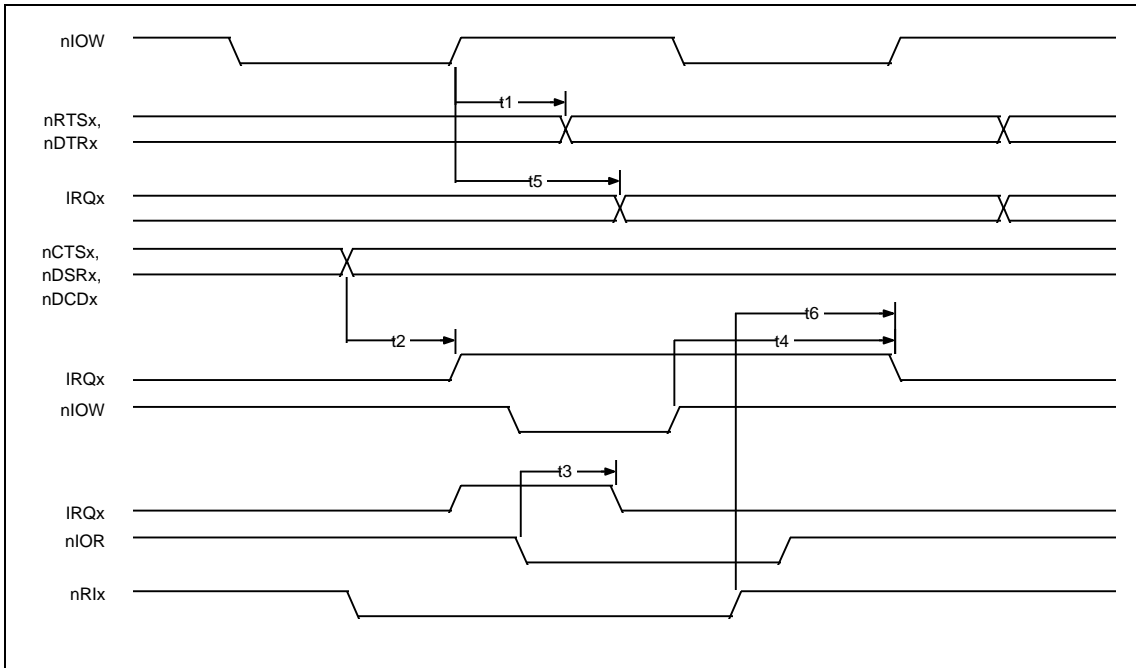 nIOW
t1
nRTSx,
nDTRx
t5
IRQx
nCTSx,
nDSRx,
nDCDx
t6
t2
t4
IRQx
nIOW
t3
IRQx
nIOR
nRIx